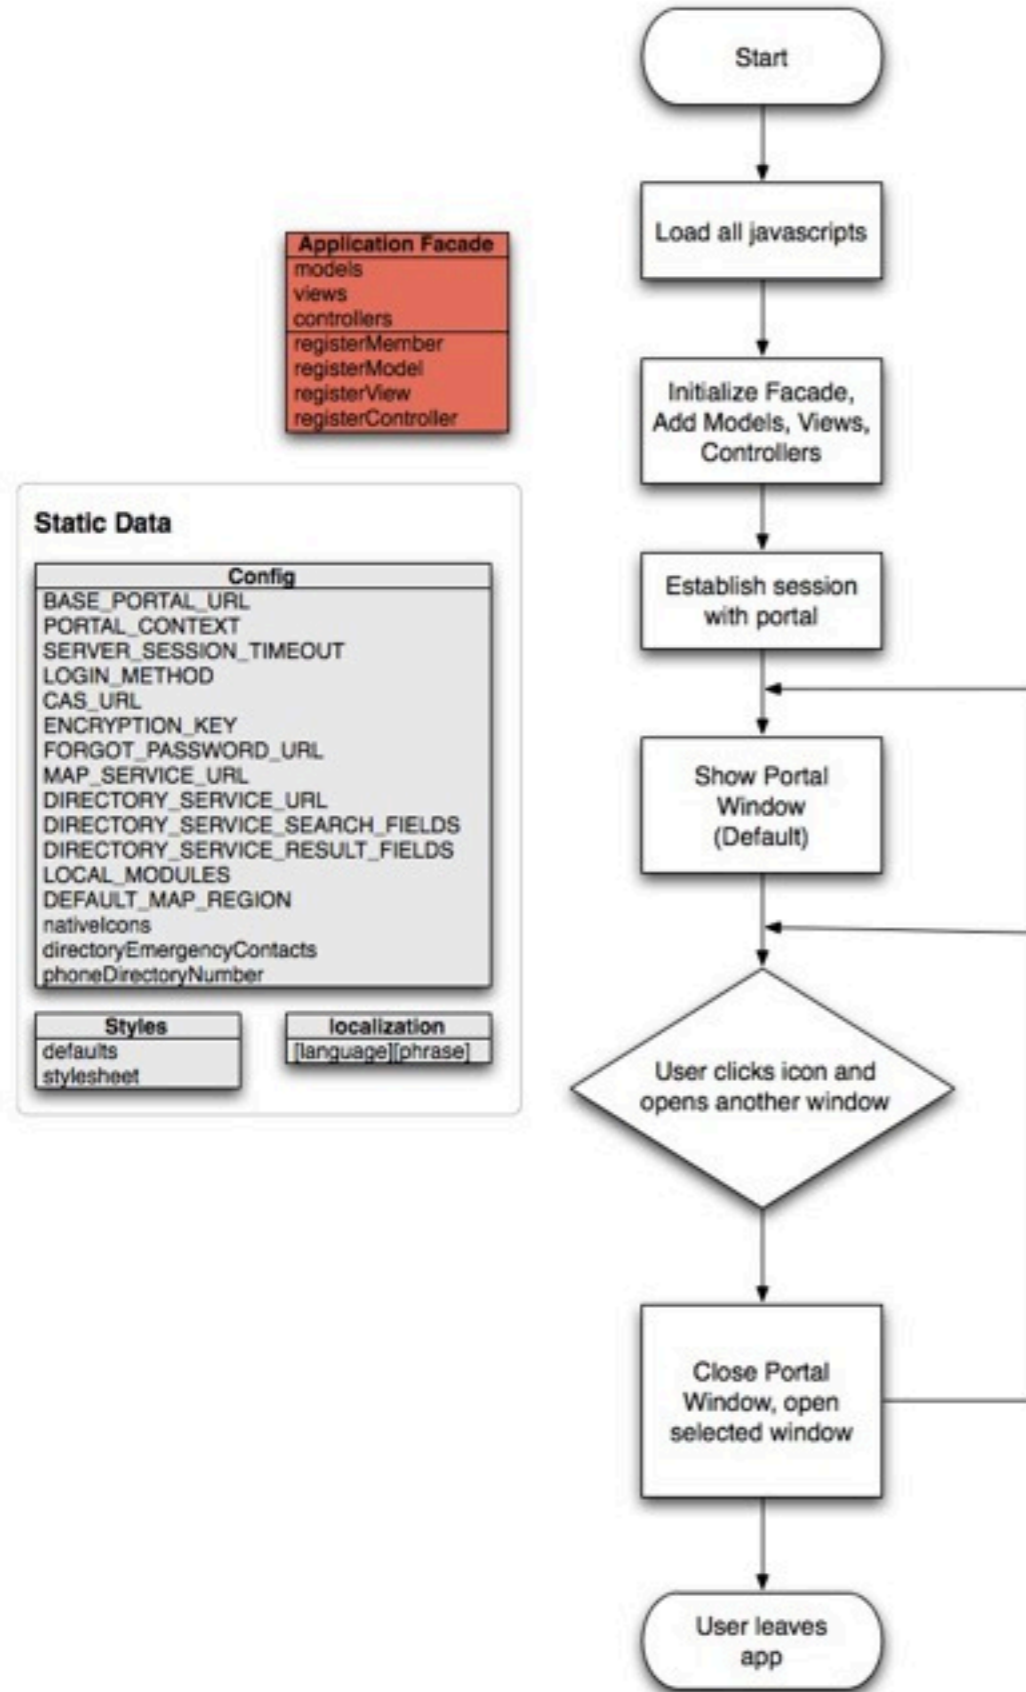 Start
Load all javascripts
Application Facade
models
views
controllers
registerMember
registerModel
registerView
registerController
Initialize Facade,
Add Models, Views,
Controllers
Static Data
Config
BASE_PORTAL_URL
PORTAL_CONTEXT
SERVER_SESSION_TIMEOUT
LOGIN_METHOD
CAS_URL
ENCRYPTION_KEY
FORGOT_PASSWORD_URL
MAP_SERVICE_URL
DIRECTORY_SERVICE_URL
DIRECTORY_SERVICE_SEARCH_FIELDS
DIRECTORY_SERVICE_RESULT_FIELDS
LOCAL_MODULES
DEFAULT_MAP_REGION
nativeIcons
directoryEmergencyContacts
phoneDirectoryNumber
Styles
defaults
stylesheet
localization
[language][phrase]
Establish session
with portal
Show Portal
Window
(Default)
User clicks icon and
opens another window
Close Portal
Window, open
selected window
User leaves
app